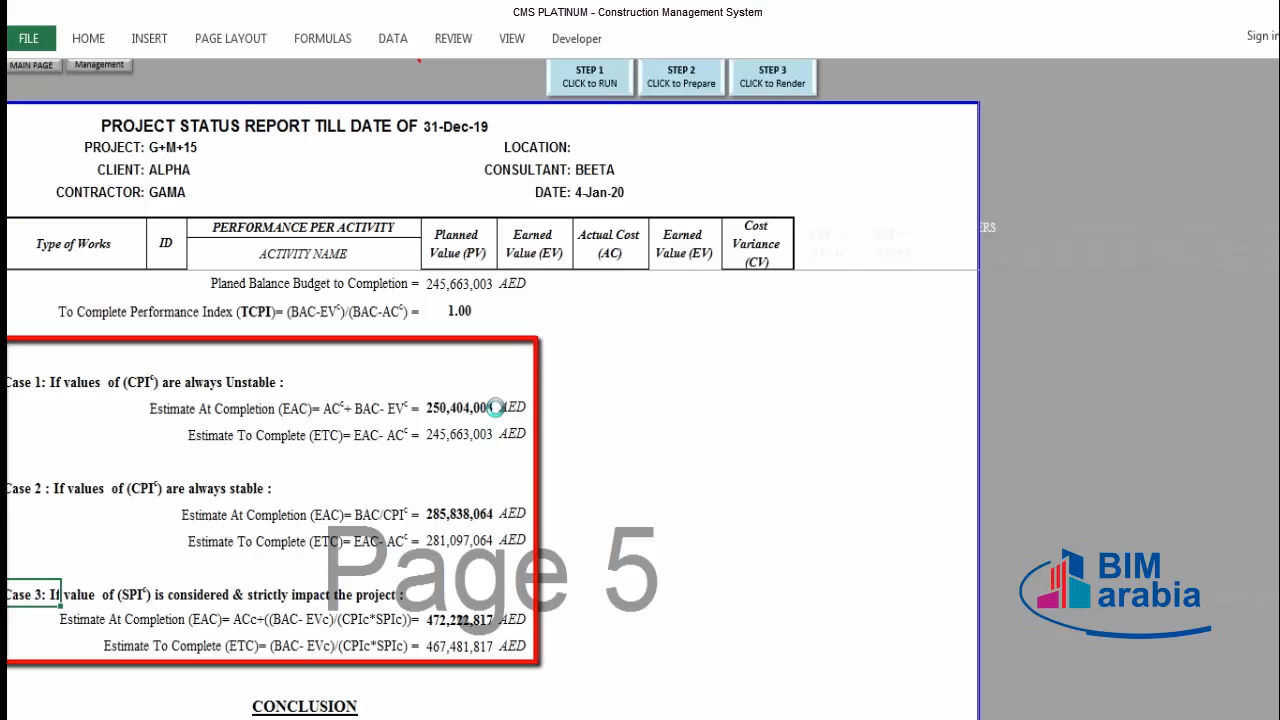 CMS PLATINUM - Construction Management System
FILE HOME INSERT PAGE LAYOUT FORMULAS DATA REVIEW VIEW Developer Sign in
MAIN PAGE Management
STEP 1 STEP 2 STEP 3
CLICK to RUN CLICK to Prepare CLICK to Render
PROJECT STATUS REPORT TILL DATE OF 31-Dec-19
PROJECT: G+M+15 LOCATION:
CLIENT: ALPHA CONSULTANT: BEETA
CONTRACTOR: GAMA DATE: 4-Jan-20
Type of Works ID PERFORMANCE PER ACTIVITY ACTIVITY NAME Planned Value (PV) Earned Value (EV) Actual Cost (AC) Earned Value (EV) Cost Variance (CV)
ERS
Planed Balance Budget to Completion = 245,663,003 AED
To Complete Performance Index (TCPI)= (BAC-EVc)/(BAC-ACc) = 1.00
Case 1: If values of (CPIc) are always Unstable :
Estimate At Completion (EAC)= ACc+ BAC- EVc = 250,404,00 AED
Estimate To Complete (ETC)= EAC- ACc = 245,663,003 AED
Case 2 : If values of (CPIc) are always stable :
Estimate At Completion (EAC)= BAC/CPIc = 285,838,064 AED
Estimate To Complete (ETC)= EAC- ACc = 281,097,064 AED
Page 5
Case 3: If value of (SPIc) is considered & strictly impact the project :
Estimate At Completion (EAC)= ACc+((BAC- EVc)/(CPIc*SPIc))= 472,222,817 AED
Estimate To Complete (ETC)= (BAC- EVc)/(CPIc*SPIc) = 467,481,817 AED
CONCLUSION
BIM
arabia